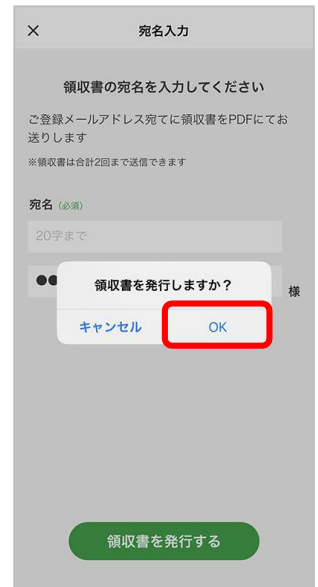 ×
宛名入力
領収書の宛名を入力してください
ご登録メールアドレス宛てに領収書をPDFにてお
送りします
※領収書は合計2回まで送信できます
宛名 (必須)
20字まで
●●
様
領収書を発行しますか？
キャンセル
OK
領収書を発行する